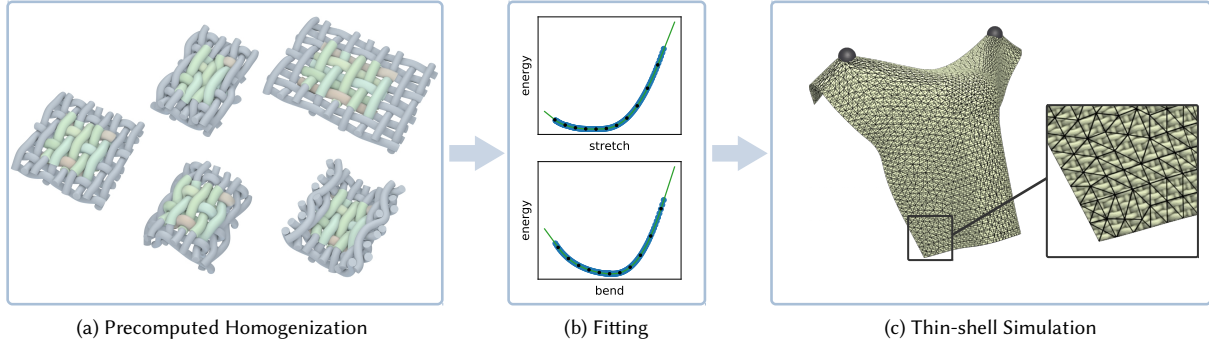 energy
stretch
energy
bend
(a) Precomputed Homogenization
(b) Fitting
(c) Thin-shell Simulation